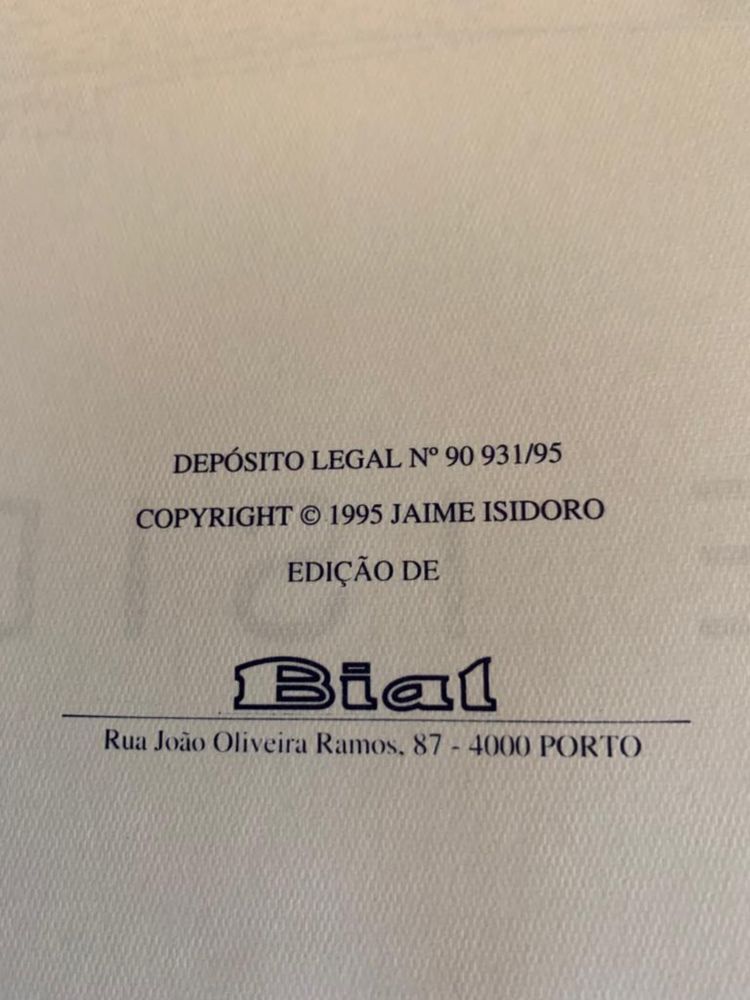 DEPÓSITO LEGAL Nº 90 931/95
COPYRIGHT © 1995 JAIME ISIDORO
EDIÇÃO DE
Bial
Rua João Oliveira Ramos, 87 - 4000 PORTO